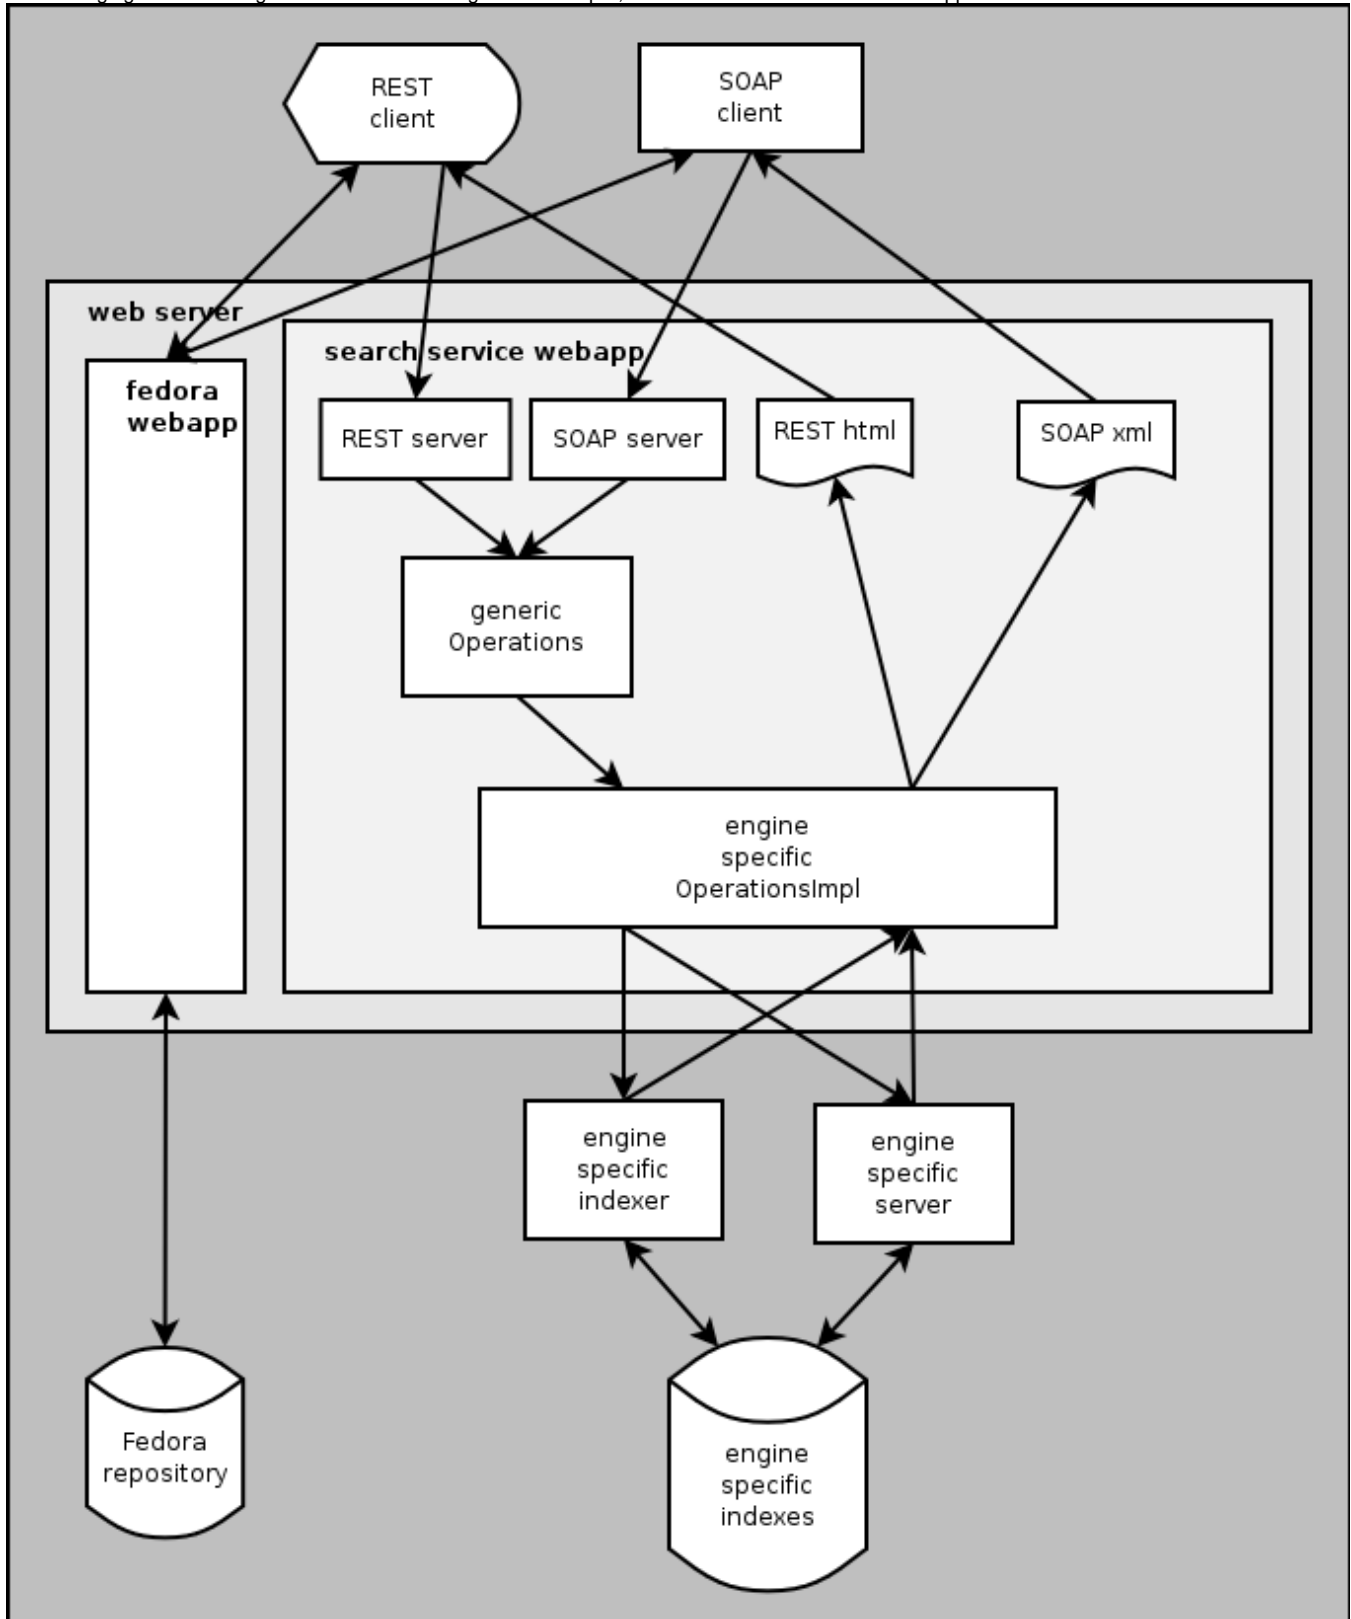 REST
client
SOAP
client
web server
search service webapp
fedora
webapp
REST server
SOAP server
REST html
SOAP xml
generic
Operations
engine
specific
OperationsImpl
engine
specific
indexer
engine
specific
server
Fedora
repository
engine
specific
indexes